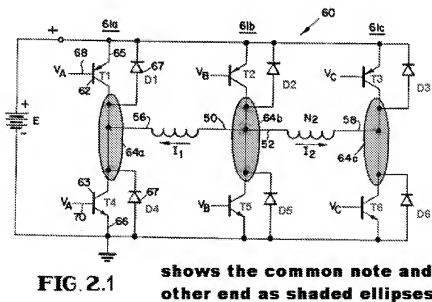 60
61a 61b 61c
+
68 65 67
VA T1 D1 VB T2 D2 VC T3 D3
62
+ E 56 50 64b N2 58
64a I1 52 I2 64c
63 67
VA T4 D4 VB T5 D5 VC T6 D6
70 66
FIG. 2.1 shows the common note and
other end as shaded ellipses